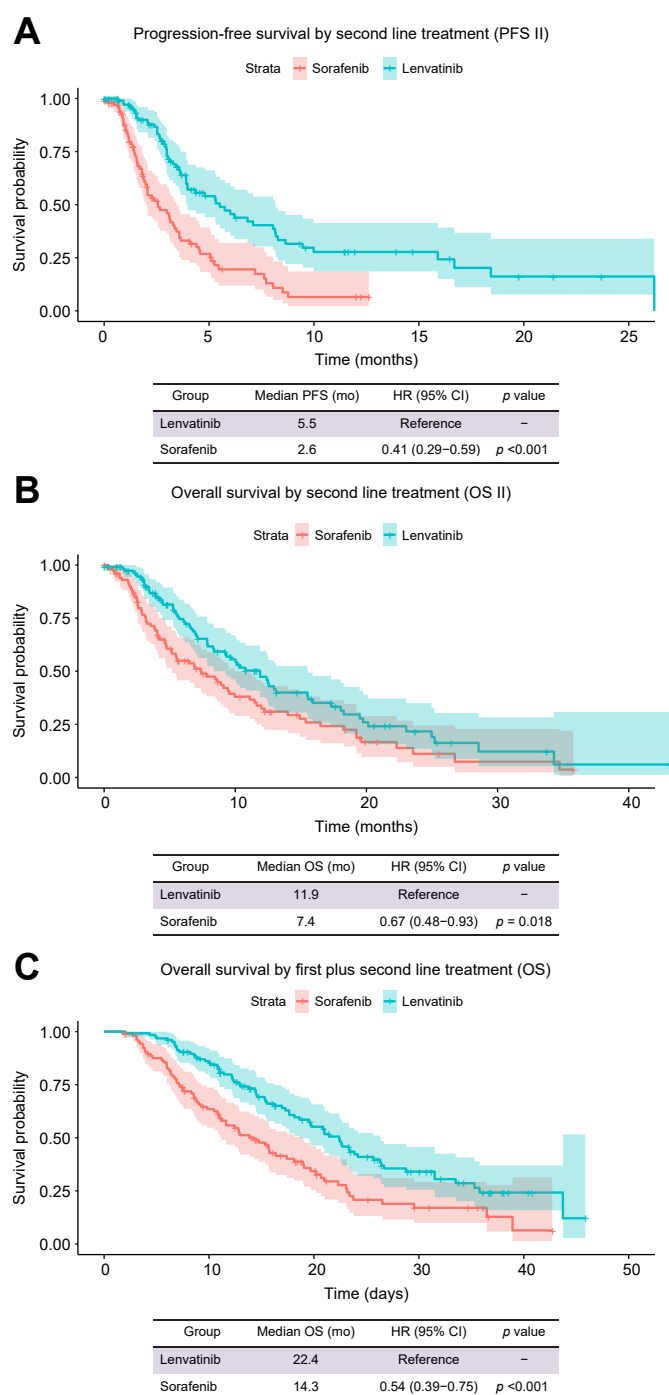 A
Progression-free survival by second line treatment (PFS II)
Strata Sorafenib Lenvatinib
Survival probability
1.00
0.75
0.50
0.25
0.00
0 5 10 15 20 25
Time (months)
Group Median PFS (mo) HR (95% CI) p value
Lenvatinib 5.5 Reference –
Sorafenib 2.6 0.41 (0.29–0.59) p <0.001
B
Overall survival by second line treatment (OS II)
Strata Sorafenib Lenvatinib
Survival probability
1.00
0.75
0.50
0.25
0.00
0 10 20 30 40
Time (months)
Group Median OS (mo) HR (95% CI) p value
Lenvatinib 11.9 Reference –
Sorafenib 7.4 0.67 (0.48–0.93) p = 0.018
C
Overall survival by first plus second line treatment (OS)
Strata Sorafenib Lenvatinib
Survival probability
1.00
0.75
0.50
0.25
0.00
0 10 20 30 40 50
Time (days)
Group Median OS (mo) HR (95% CI) p value
Lenvatinib 22.4 Reference –
Sorafenib 14.3 0.54 (0.39–0.75) p <0.001